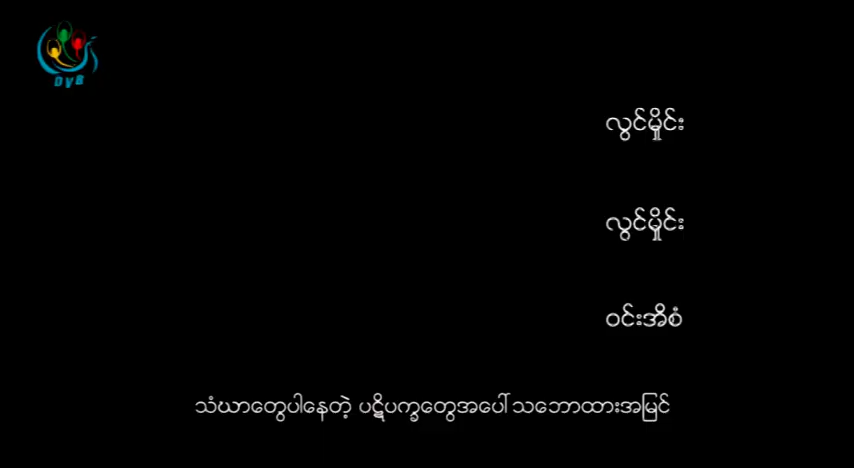 DVB
လွင်မှိုင်း
လွင်မှိုင်း
ဝင်းအိစံ
သံဃာတွေပါနေတဲ့ ပဋိပက္ခတွေအပေါ် သဘောထားအမြင်